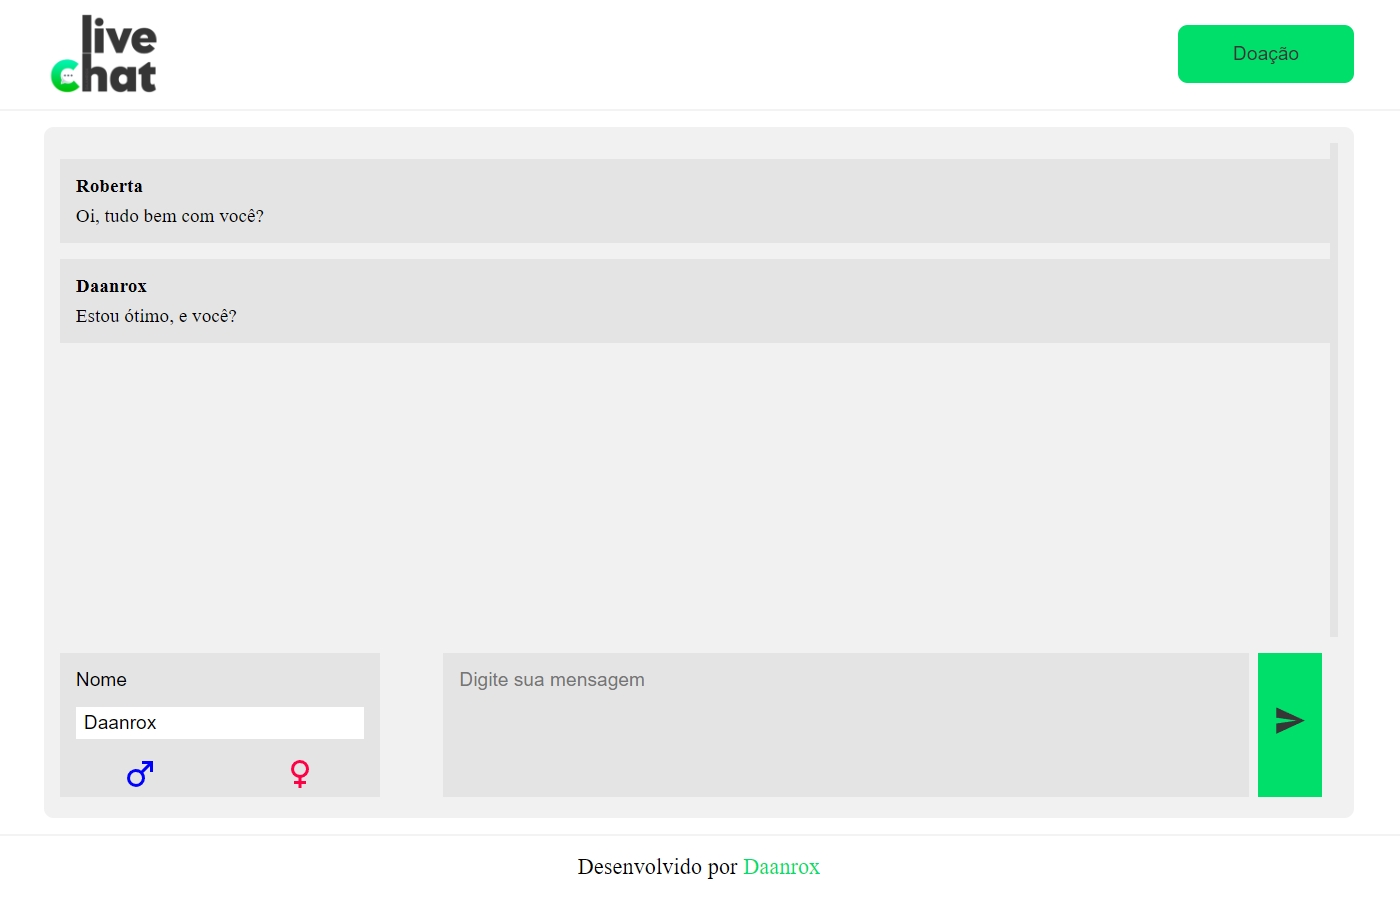 live
chat
Doação
Roberta
Oi, tudo bem com você?
Daanrox
Estou ótimo, e você?
Nome
Digite sua mensagem
Daanrox
Desenvolvido por Daanrox